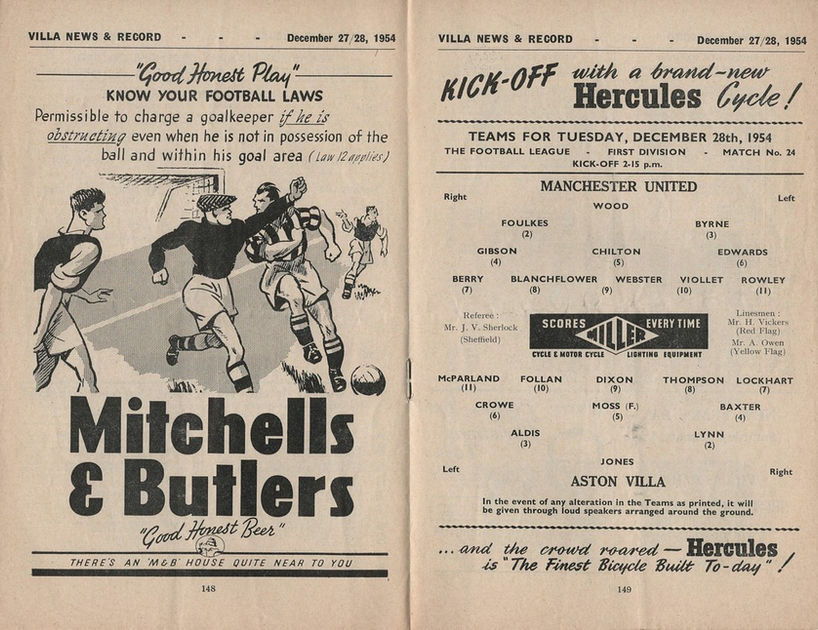 VILLA NEWS & RECORD - - - December 27/28, 1954
"Good Honest Play"
KNOW YOUR FOOTBALL LAWS
Permissible to charge a goalkeeper if he is
obstructing even when he is not in possession of the
ball and within his goal area (Law 12 applies)
Mitchells
& Butlers
"Good Honest Beer"
THERE'S AN 'M&B' HOUSE QUITE NEAR TO YOU
148
VILLA NEWS & RECORD - - - December 27/28, 1954
KICK-OFF with a brand-new
Hercules Cycle!
TEAMS FOR TUESDAY, DECEMBER 28th, 1954
THE FOOTBALL LEAGUE - FIRST DIVISION - MATCH No. 24
KICK-OFF 2-15 p.m.
MANCHESTER UNITED
Right Left
WOOD
FOULKES BYRNE
(2) (3)
GIBSON CHILTON EDWARDS
(4) (5) (6)
BERRY BLANCHFLOWER WEBSTER VIOLLET ROWLEY
(7) (8) (9) (10) (11)
Referee :
Mr. J. V. Sherlock
(Sheffield)
SCORES MILLER EVERY TIME
CYCLE & MOTOR CYCLE LIGHTING EQUIPMENT
Linesmen :
Mr. H. Vickers
(Red Flag)
Mr. A. Owen
(Yellow Flag)
McPARLAND FOLLAN DIXON THOMPSON LOCKHART
(11) (10) (9) (8) (7)
CROWE MOSS (F.) BAXTER
(6) (5) (4)
ALDIS LYNN
(3) (2)
JONES
Left Right
ASTON VILLA
In the event of any alteration in the Teams as printed, it will
be given through loud speakers arranged around the ground.
...and the crowd roared — Hercules
is "The Finest Bicycle Built To-day" !
149